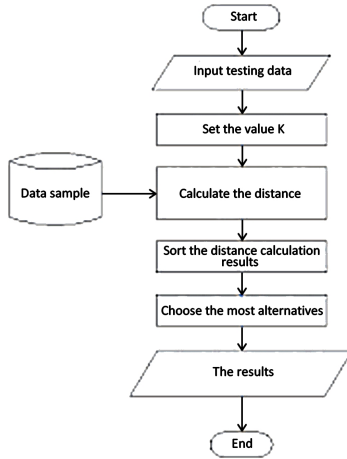 Start
Input testing data
Set the value K
Data sample
Calculate the distance
Sort the distance calculation
results
Choose the most alternatives
The results
End